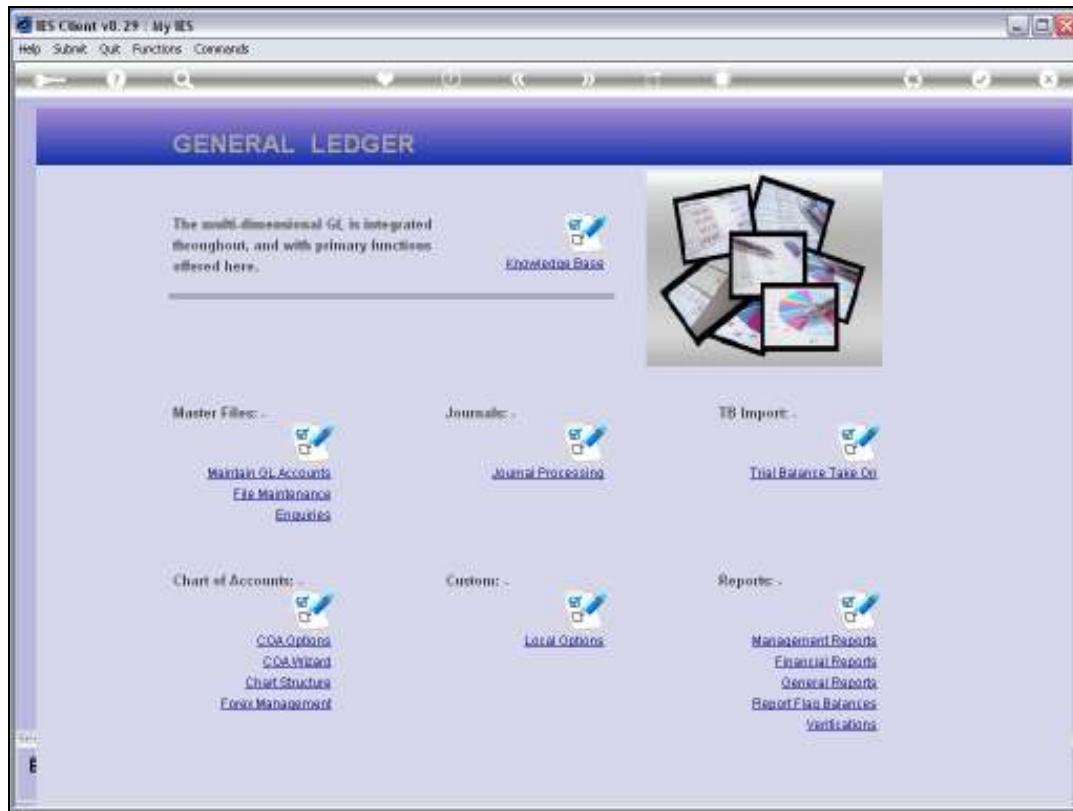 IES Client v8.29 : My IES
Help Submit Quit Functions Commands
GENERAL LEDGER
The multi-dimensional GL is integrated
throughout, and with primary functions
offered here.
Knowledge Base
Master Files: -
Journals: -
TB Import: -
Maintain GL Accounts
File Maintenance
Enquiries
Journal Processing
Trial Balance Take On
Chart of Accounts: -
Custom: -
Reports: -
COA Options
COA Wizard
Chart Structure
Forex Management
Local Options
Management Reports
Financial Reports
General Reports
Report Flag Balances
Verifications